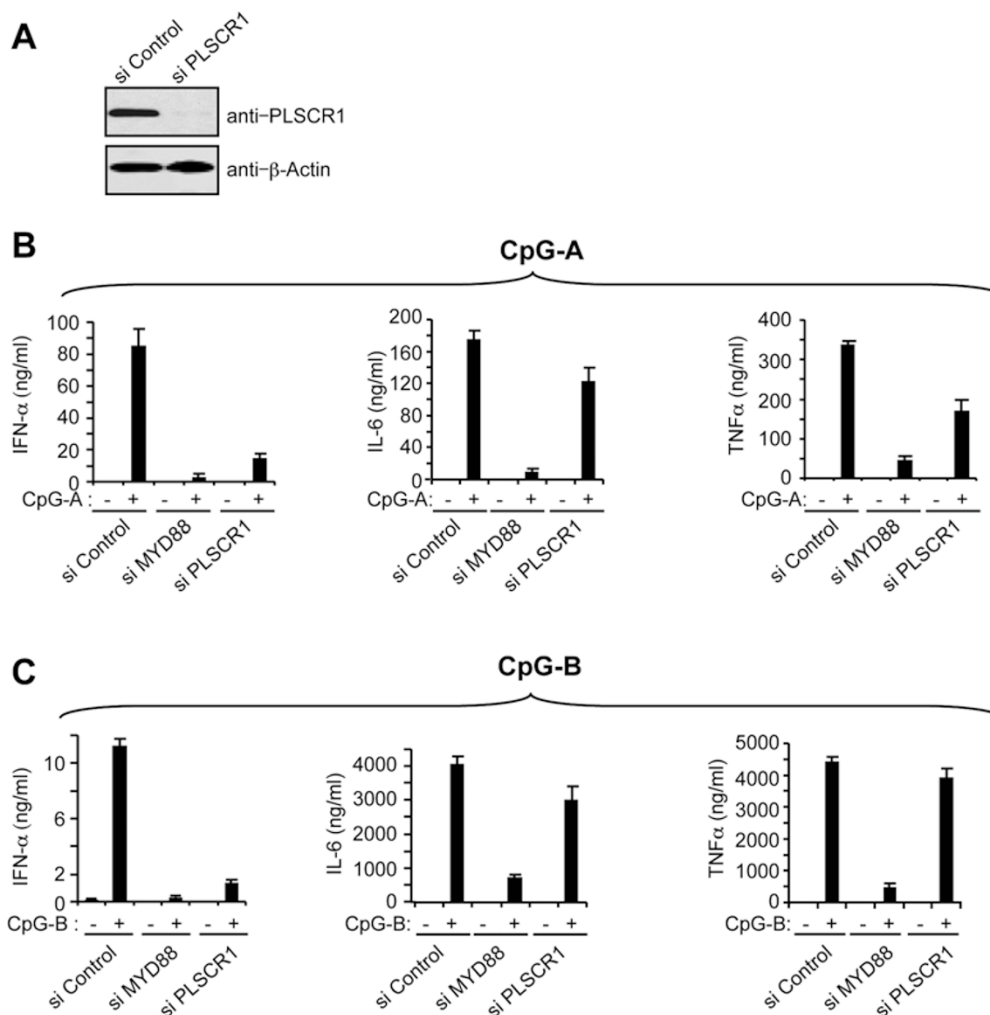 A
si Control
si PLSCR1
anti-PLSCR1
anti-β-Actin
B
CpG-A
IFN-α (ng/ml)
100
80
60
40
20
0
CpG-A : - + - + - +
si Control
si MYD88
si PLSCR1
IL-6 (ng/ml)
200
160
120
80
40
0
CpG-A: - + - + - +
si Control
si MYD88
si PLSCR1
TNFα (ng/ml)
400
300
200
100
0
CpG-A: - + - + - +
si Control
si MYD88
si PLSCR1
C
CpG-B
IFN-α (ng/ml)
10
6
2
0
CpG-B : - + - + - +
si Control
si MYD88
si PLSCR1
IL-6 (ng/ml)
4000
3000
2000
1000
0
CpG-B: - + - + - +
si Control
si MYD88
si PLSCR1
TNFα (ng/ml)
5000
4000
3000
4000
1000
0
CpG-B: - + - + - +
si Control
si MYD88
si PLSCR1